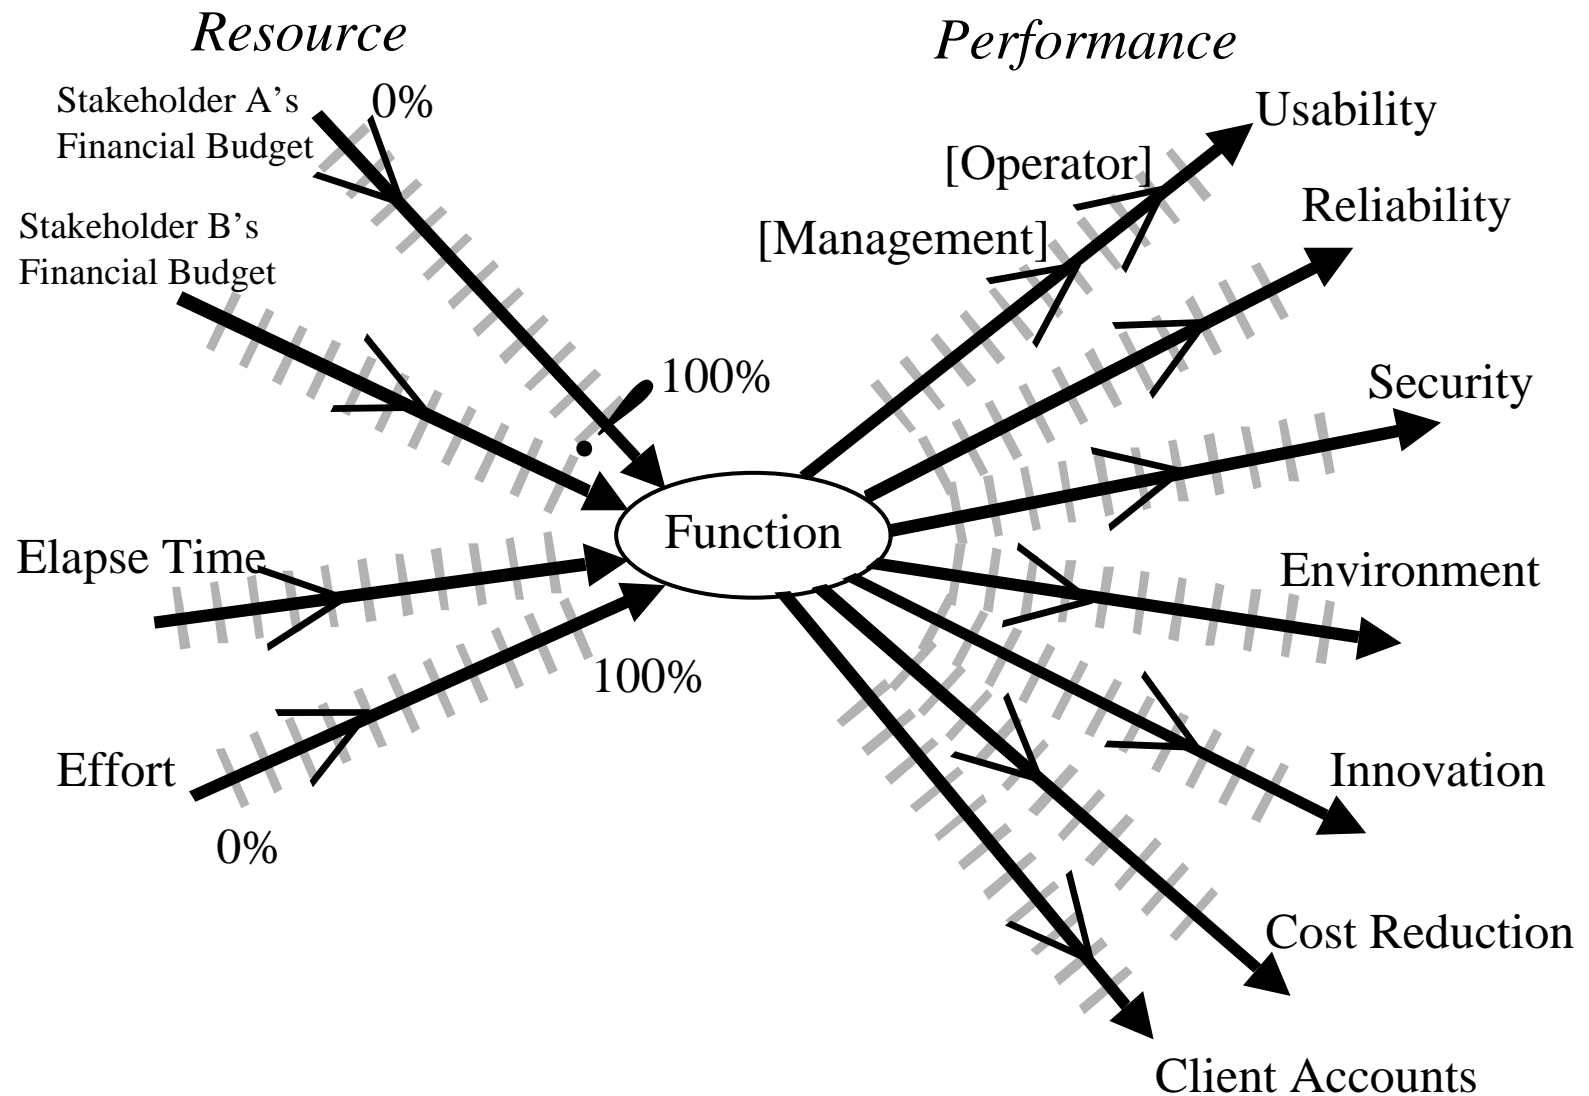 Resource
Performance
Stakeholder A's
Financial Budget
0%
Usability
[Operator]
Reliability
Stakeholder B's
Financial Budget
[Management]
100%
Security
Function
Elapse Time
Environment
100%
Effort
Innovation
0%
Cost Reduction
Client Accounts